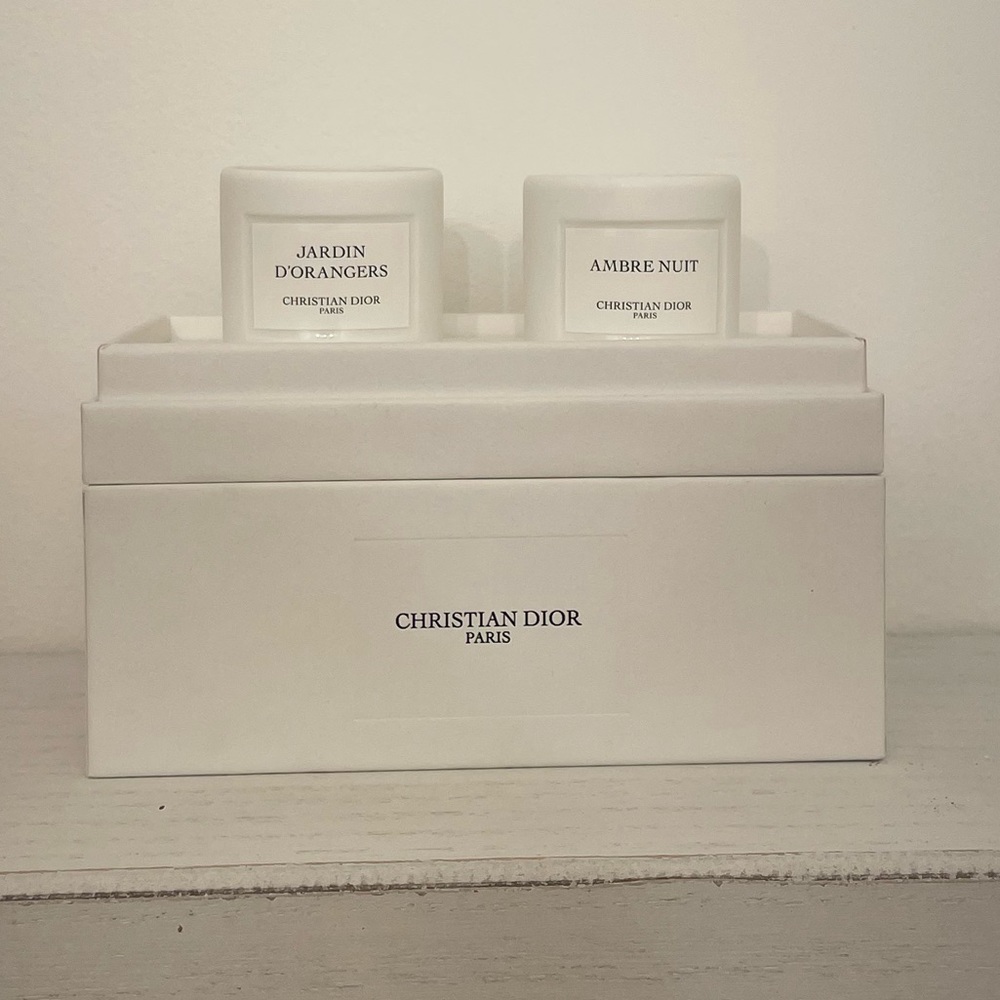 JARDIN
D'ORANGERS
CHRISTIAN DIOR
PARIS
AMBRE NUIT
CHRISTIAN DIOR
PARIS
CHRISTIAN DIOR
PARIS